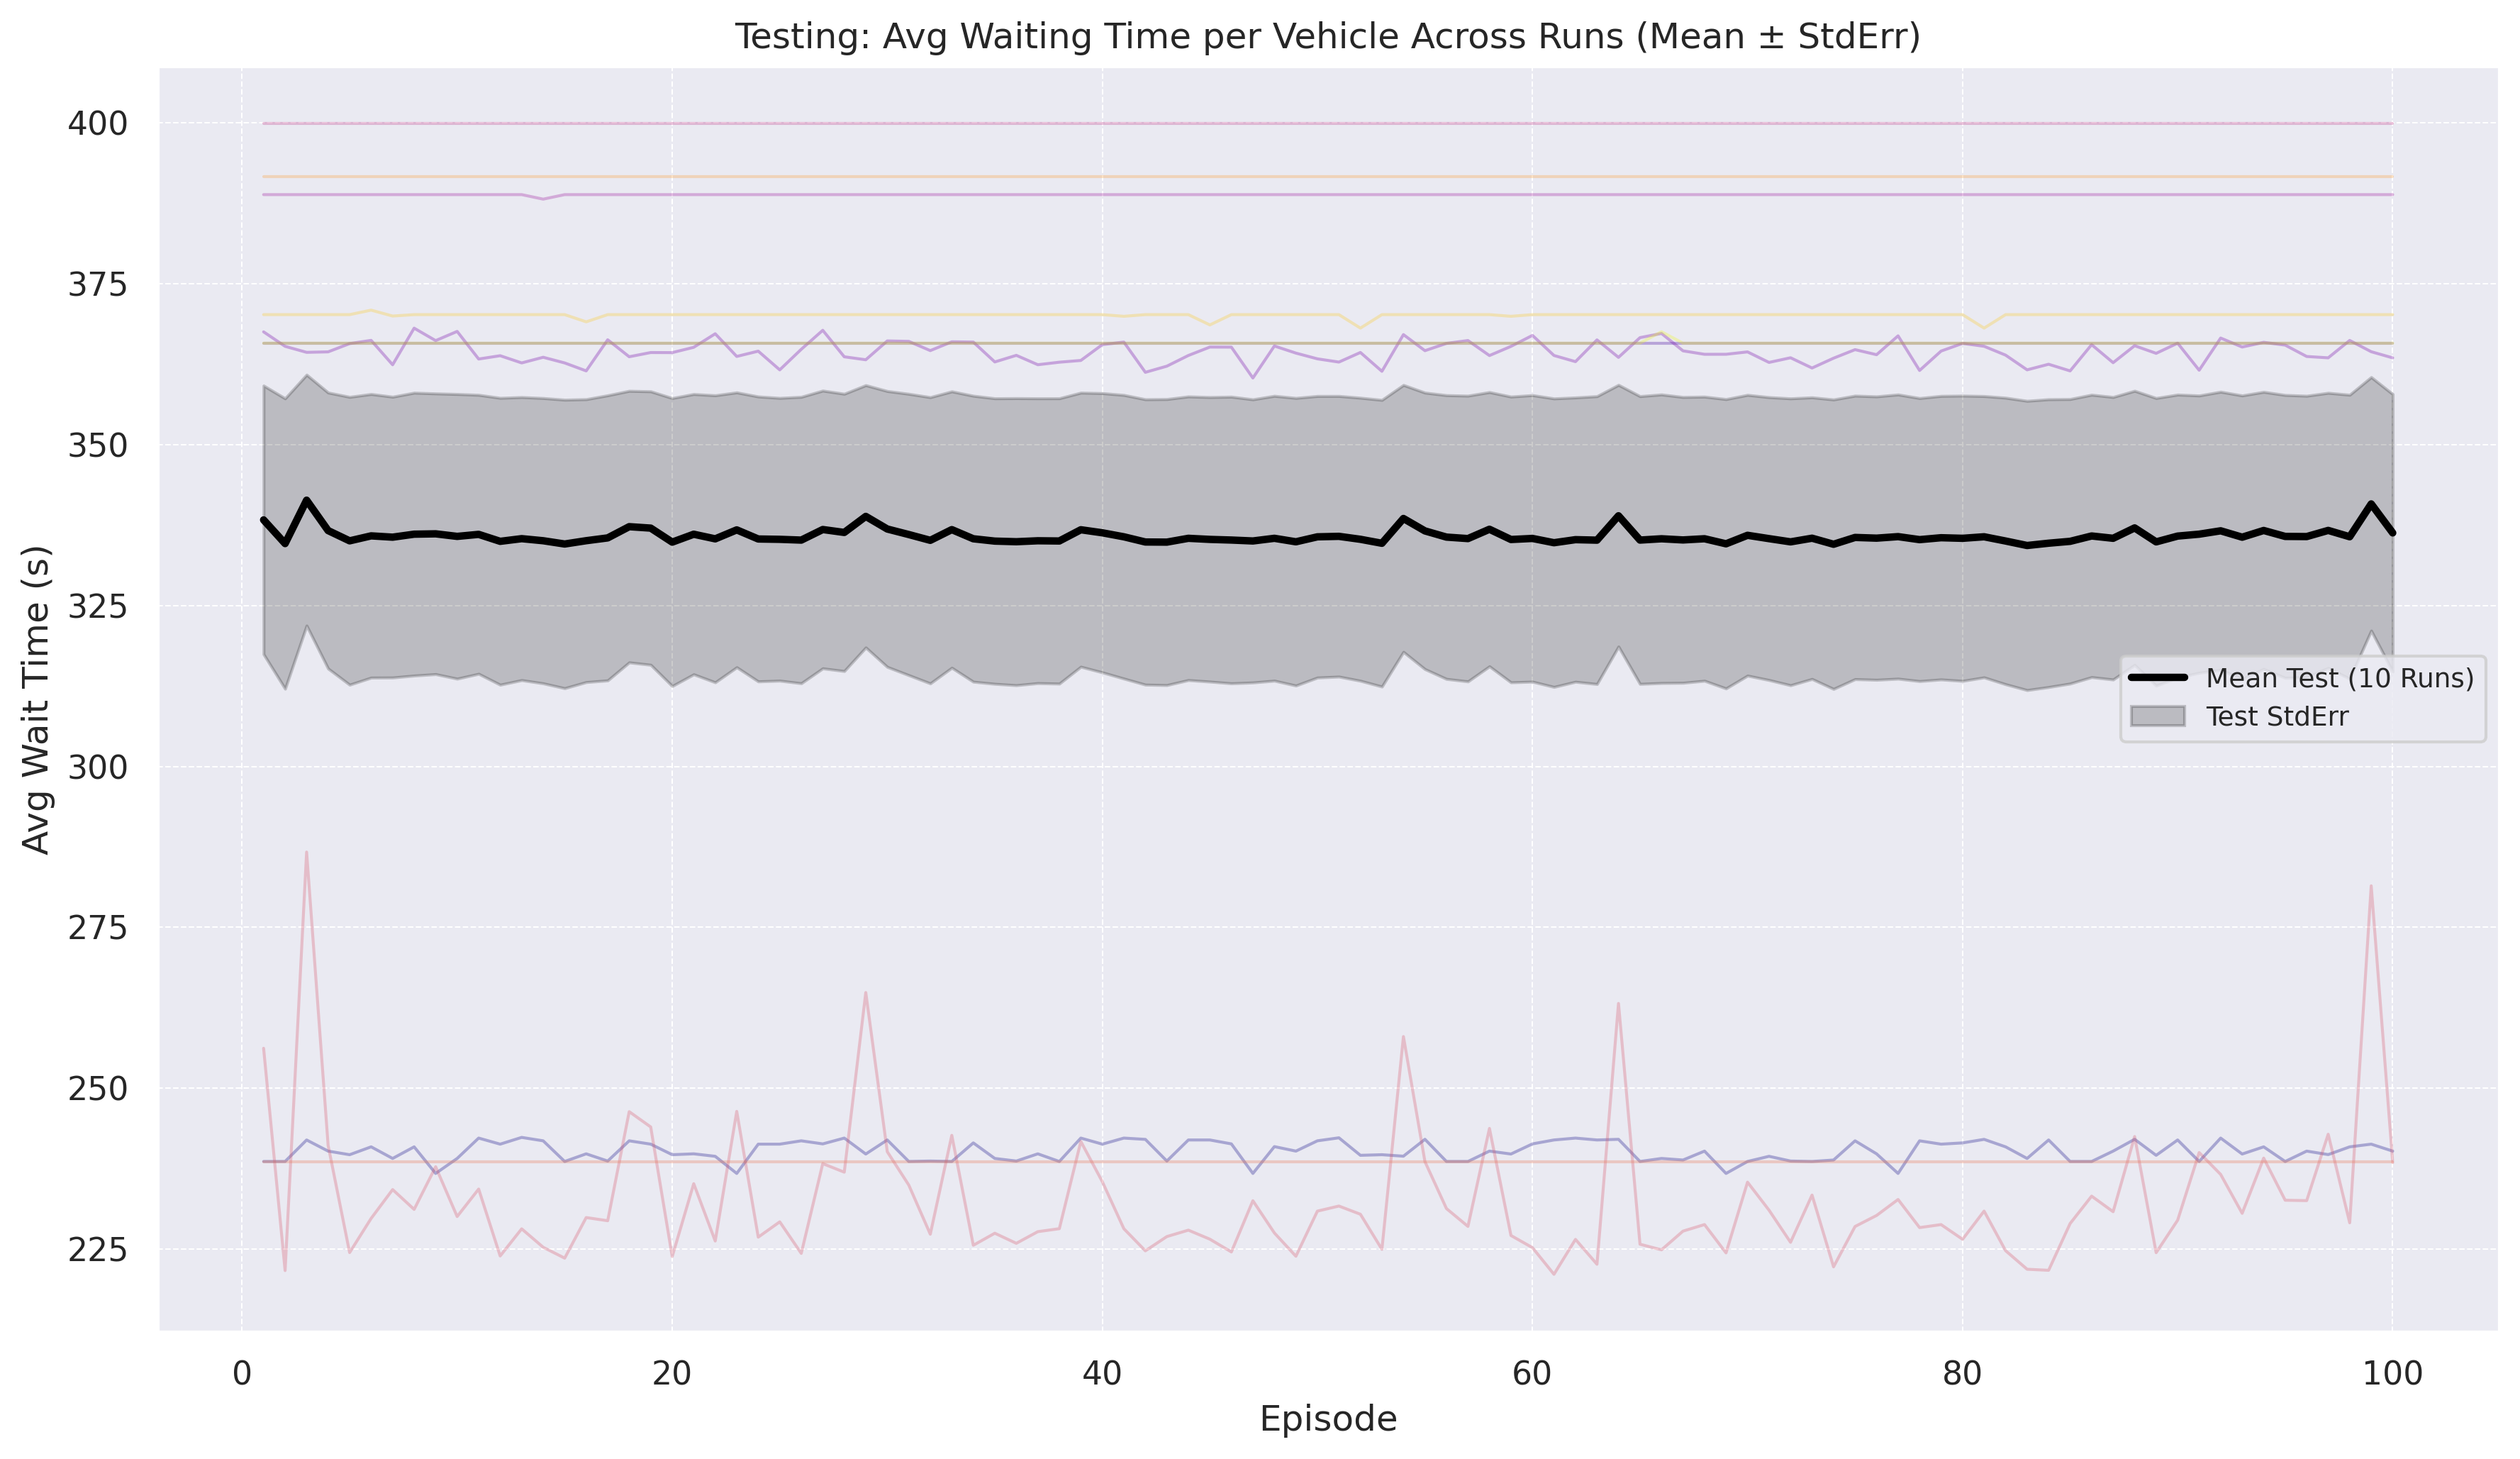 Testing: Avg Waiting Time per Vehicle Across Runs (Mean ± StdErr)
400
375
350
325
300
275
250
225
Avg Wait Time (s)
Mean Test (10 Runs)
Test StdErr
0 20 40 60 80 100
Episode